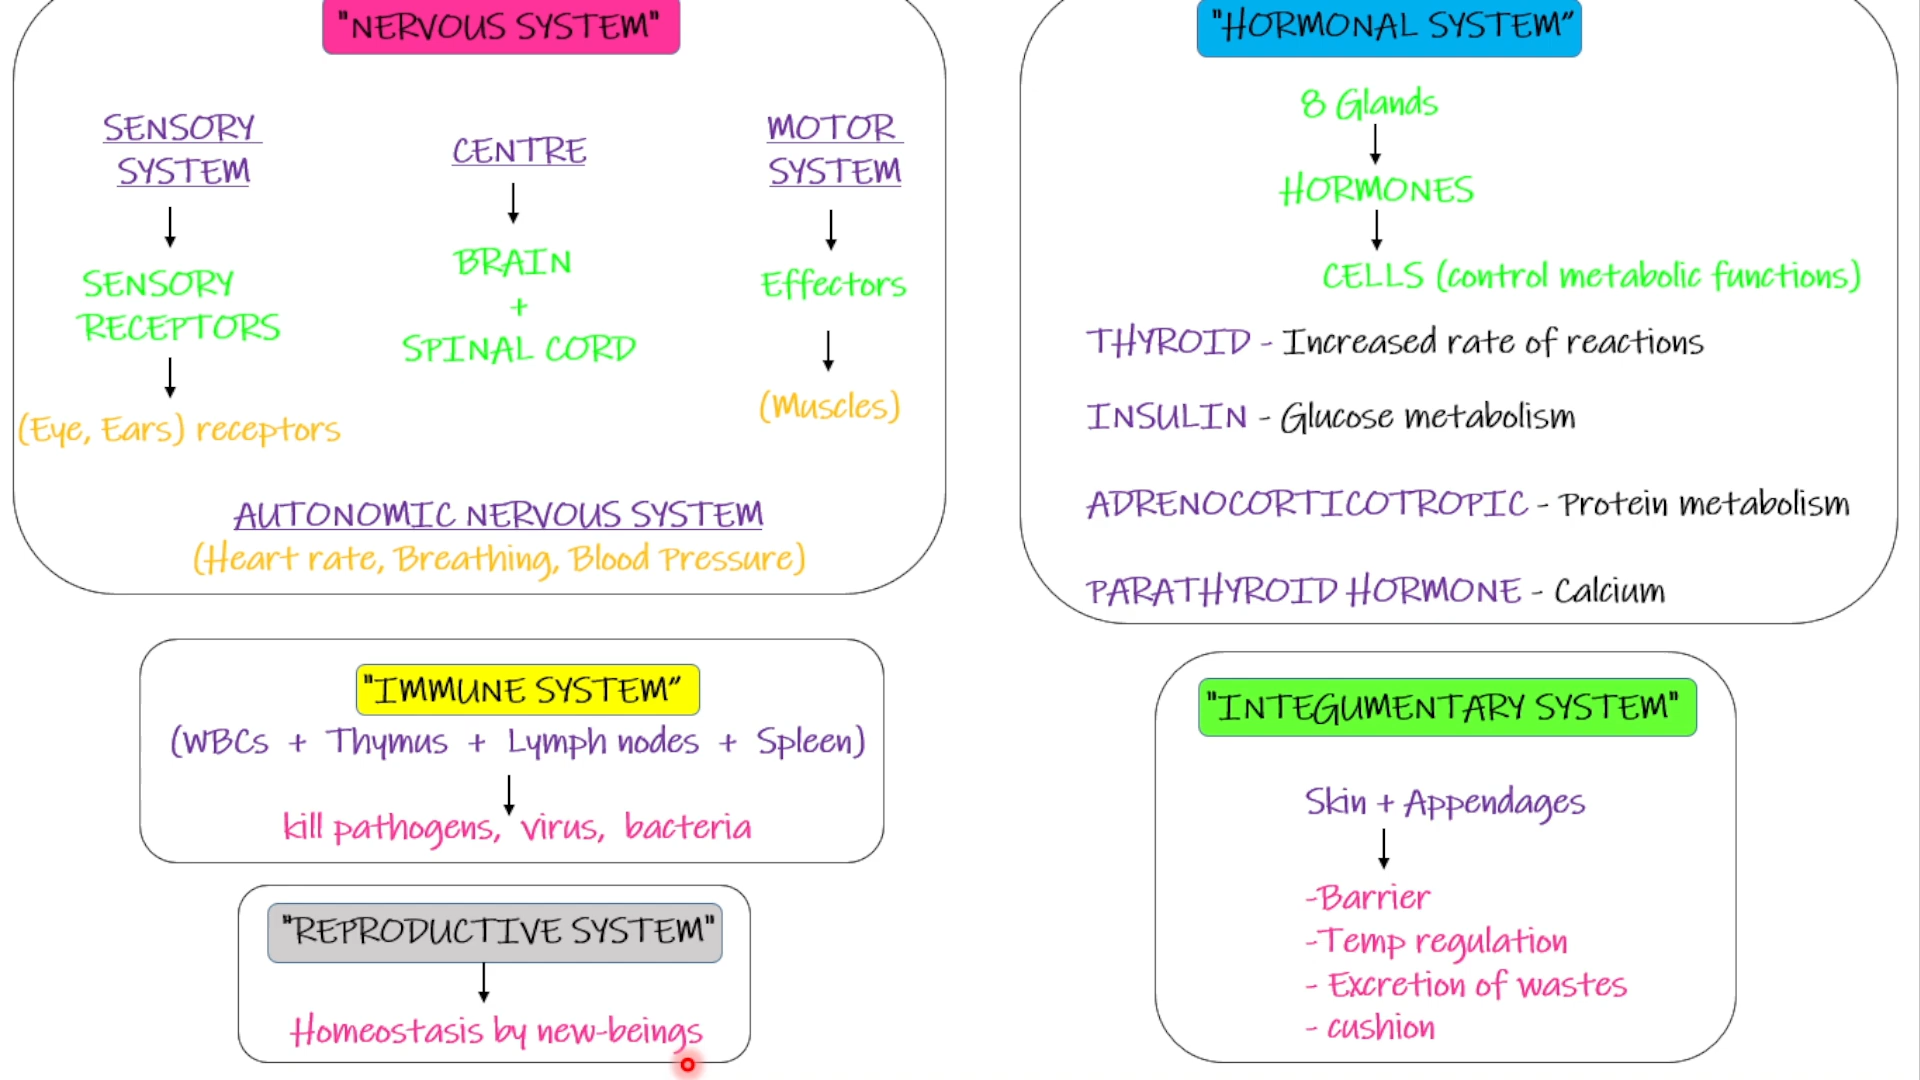 "NERVOUS SYSTEM"
SENSORY
SYSTEM
SENSORY
RECEPTORS
(Eye, Ears) receptors
CENTRE
BRAIN
+
SPINAL CORD
MOTOR
SYSTEM
Effectors
(Muscles)
AUTONOMIC NERVOUS SYSTEM
(Heart rate, Breathing, Blood Pressure)
"HORMONAL SYSTEM"
8 Glands
HORMONES
CELLS (control metabolic functions)
THYROID - Increased rate of reactions
INSULIN - Glucose metabolism
ADRENOCORTICOTROPIC - Protein metabolism
PARATHYROID HORMONE - Calcium
"IMMUNE SYSTEM"
(WBCs + Thymus + Lymph nodes + Spleen)
kill pathogens, virus, bacteria
"REPRODUCTIVE SYSTEM"
Homeostasis by new-beings
"INTEGUMENTARY SYSTEM"
Skin + Appendages
-Barrier
-Temp regulation
- Excretion of wastes
- cushion